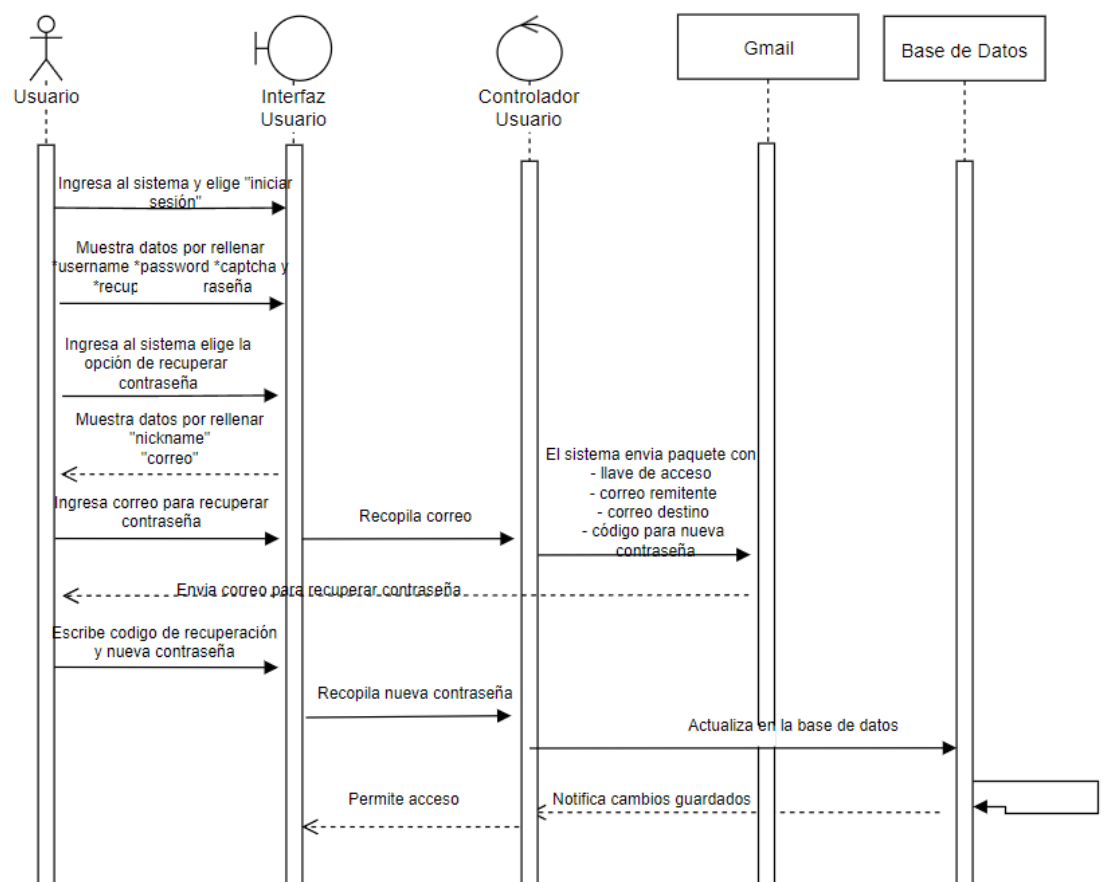 Usuario
Interfaz
Usuario
Controlador
Usuario
Gmail
Base de Datos
Ingresa al sistema y elige "iniciar
sesión"
Muestra datos por rellenar
*username *password *captcha y
*recup raseña
Ingresa al sistema elige la
opción de recuperar
contraseña
Muestra datos por rellenar
"nickname"
"correo"
El sistema envia paquete con
- llave de acceso
- correo remitente
- correo destino
- código para nueva
contraseña
Ingresa correo para recuperar
contraseña
Recopila correo
Envia correo para recuperar contraseña
Escribe codigo de recuperación
y nueva contraseña
Recopila nueva contraseña
Actualiza en la base de datos
Permite acceso
Notifica cambios guardados